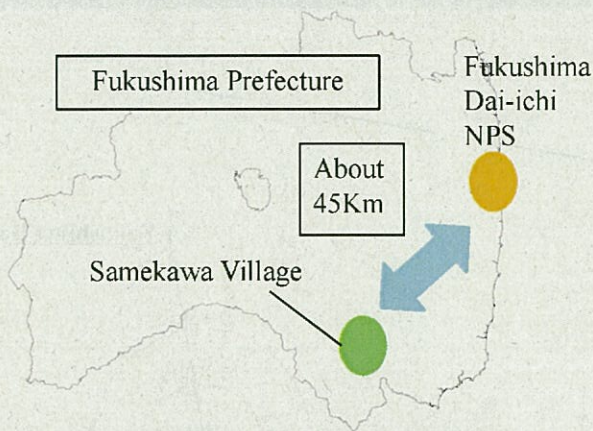 Fukushima Prefecture
Fukushima
Dai-ichi
NPS
About
45Km
Samekawa Village